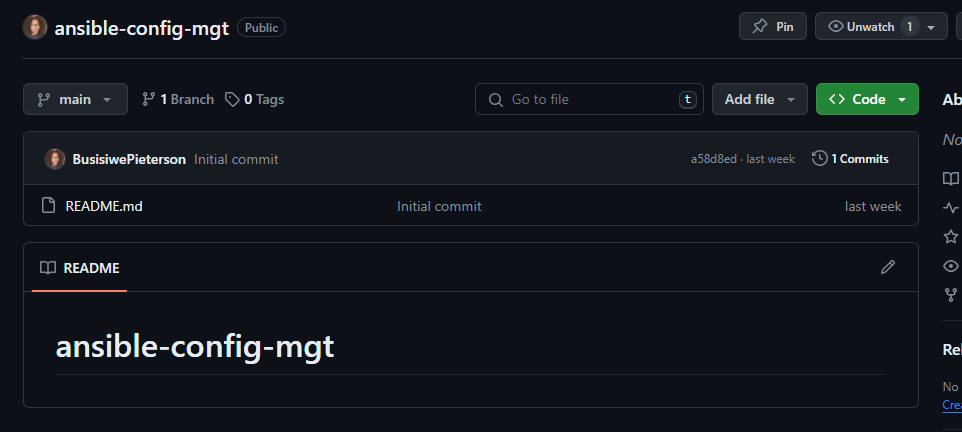 ansible-config-mgt Public Pin Unwatch 1
main 1 Branch 0 Tags Go to file t Add file Code
BusisiwePieterson Initial commit a58d8ed · last week 1 Commits
README.md Initial commit last week
README
ansible-config-mgt
Ab
No
Rel
No
Crea